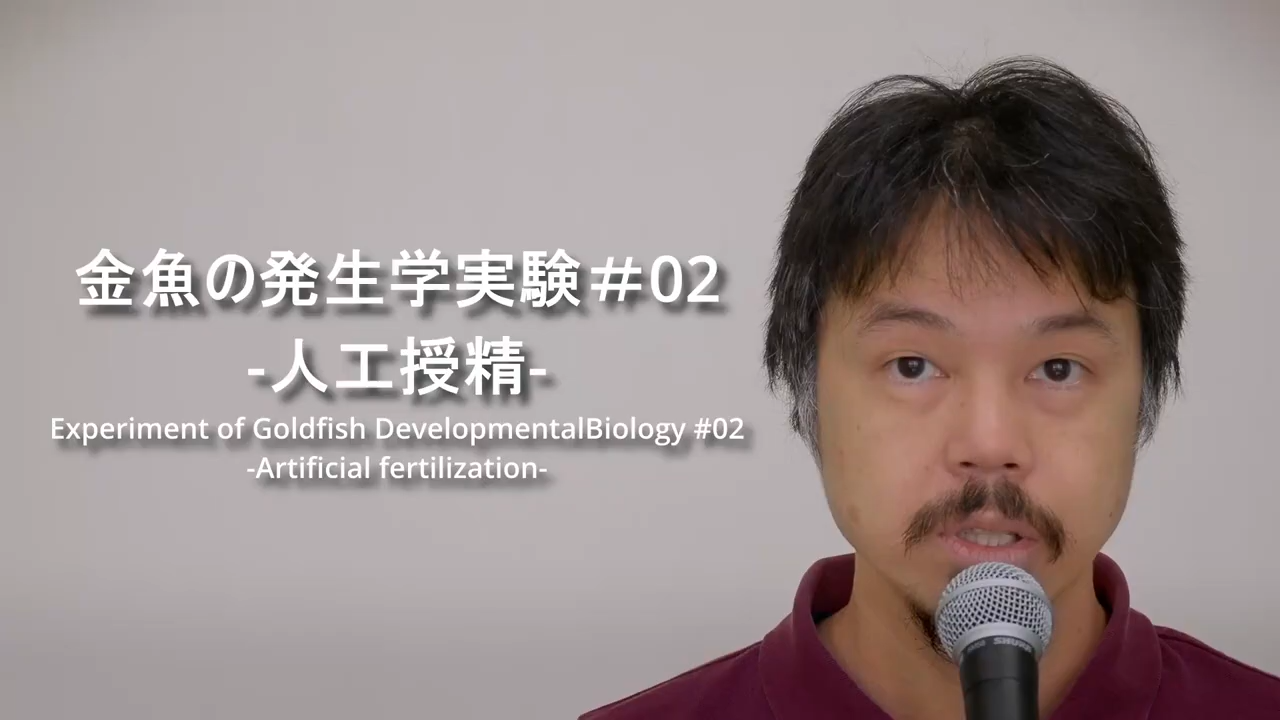 金魚の発生学実験＃02
-人工授精-
Experiment of Goldfish DevelopmentalBiology #02
-Artificial fertilization-